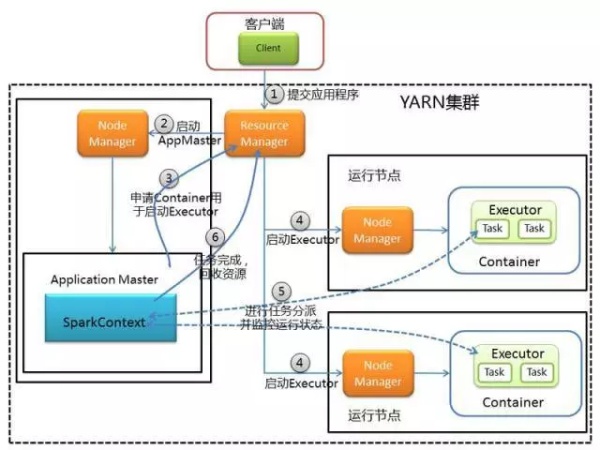 客户端
Client
① 提交应用程序
YARN集群
Node
Manager
② 启动
AppMaster
Resource
Manager
③
申请Container用
于启动Executor
⑥
任务完成，
回收资源
Application Master
SparkContext
运行节点
④
启动Executor
Node
Manager
Executor
Task Task
Container
⑤
进行任务分派
并监控运行状态
④
启动Executor
Node
Manager
Executor
Task Task
Container
运行节点